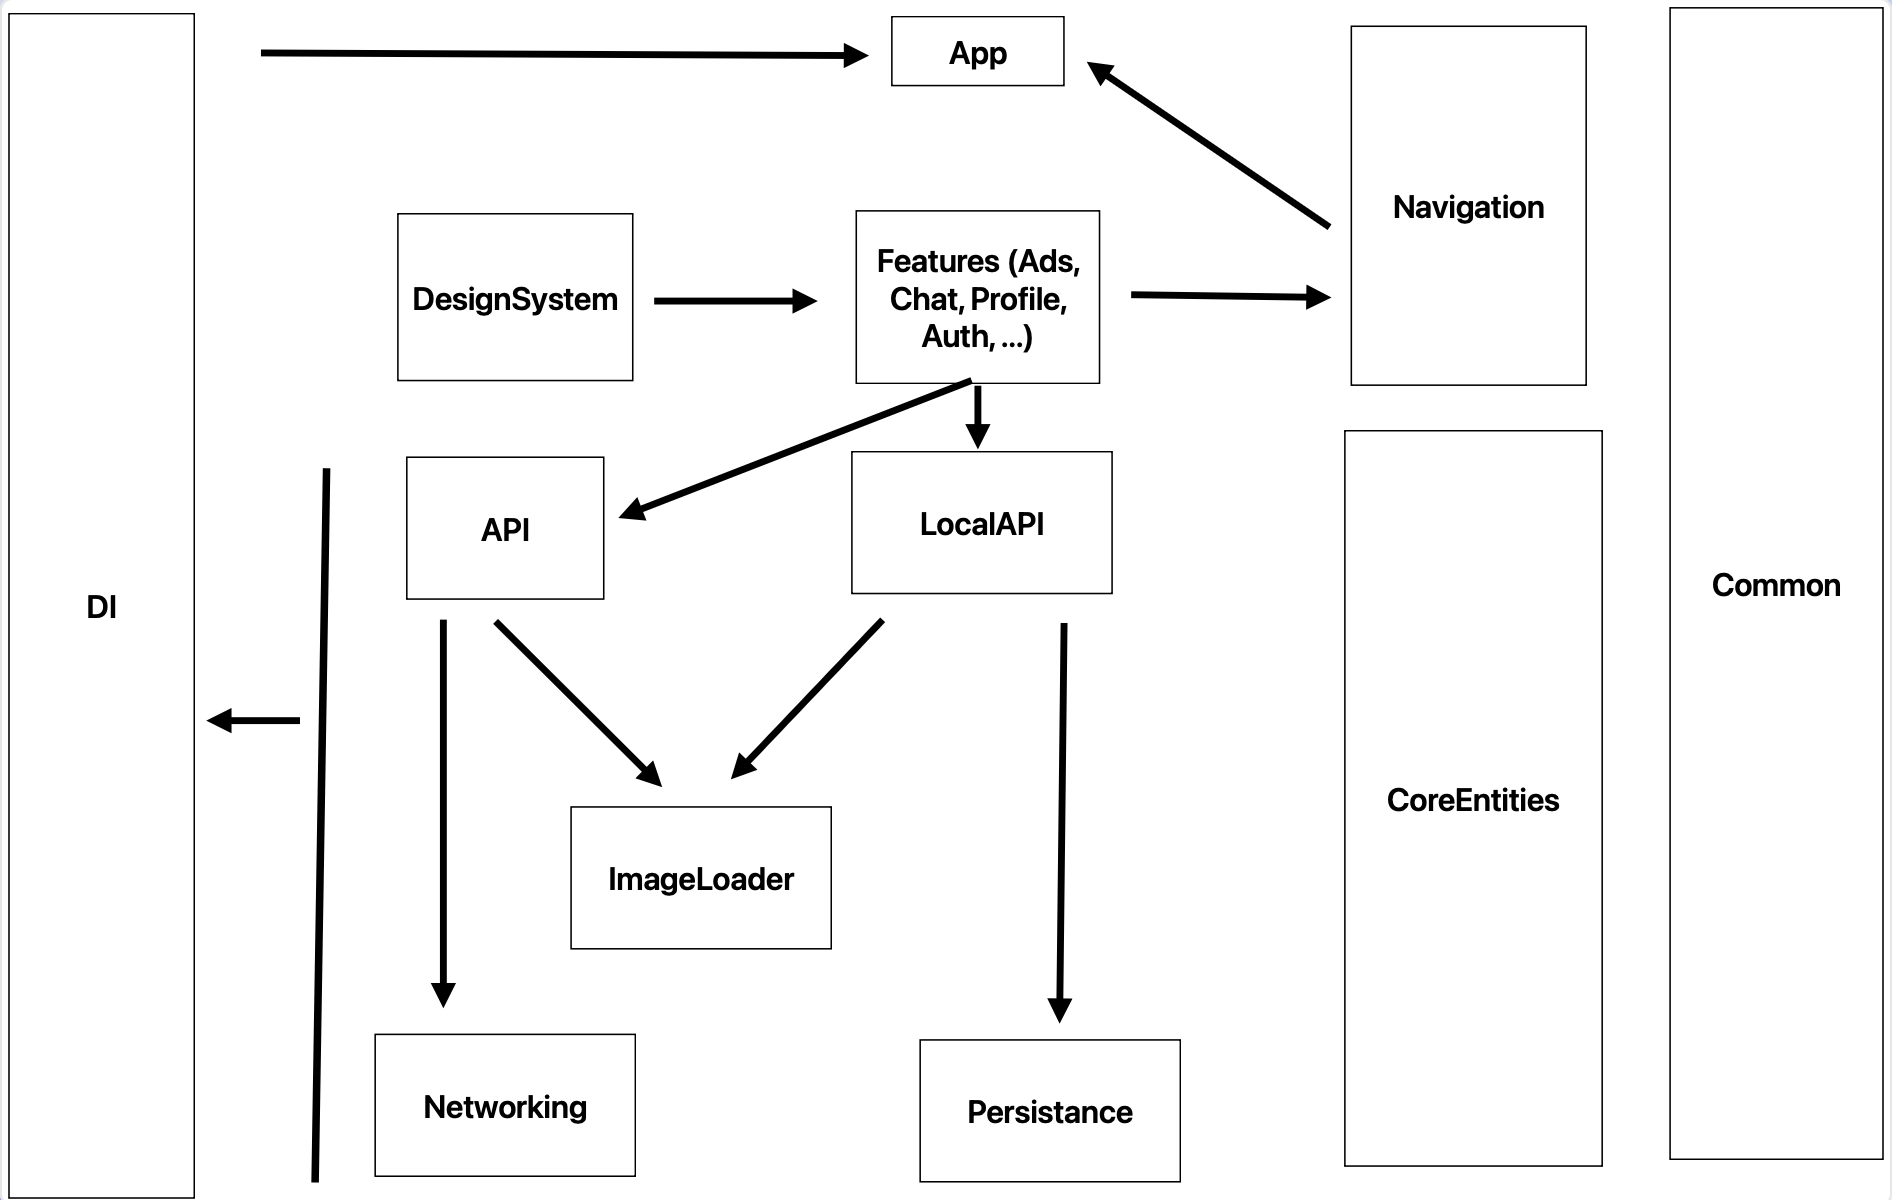 App
Navigation
DesignSystem
Features (Ads,
Chat, Profile,
Auth, ...)
API
LocalAPI
DI
Common
CoreEntities
ImageLoader
Networking
Persistance